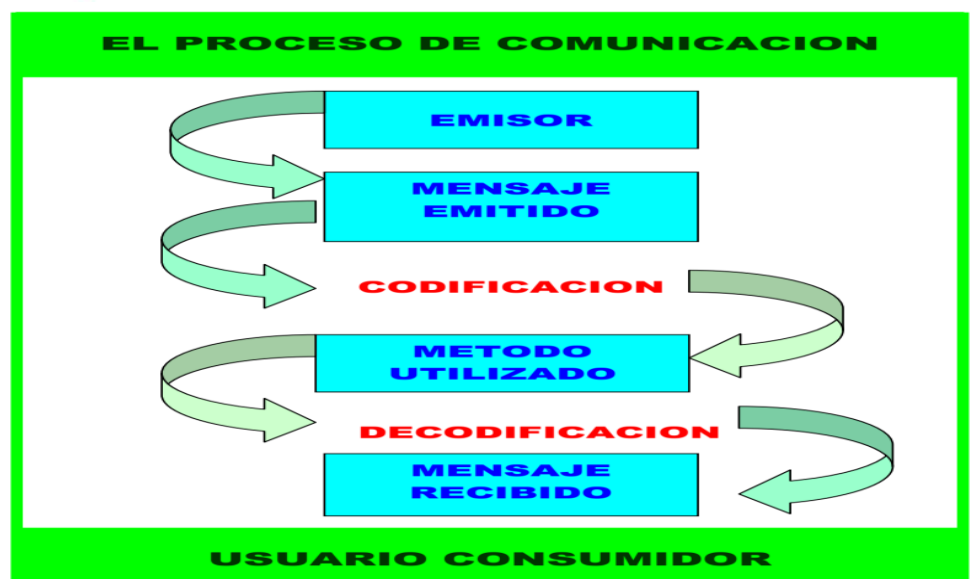 EL PROCESO DE COMUNICACION
EMISOR
MENSAJE
EMITIDO
CODIFICACION
METODO
UTILIZADO
DECODIFICACION
MENSAJE
RECIBIDO
USUARIO CONSUMIDOR